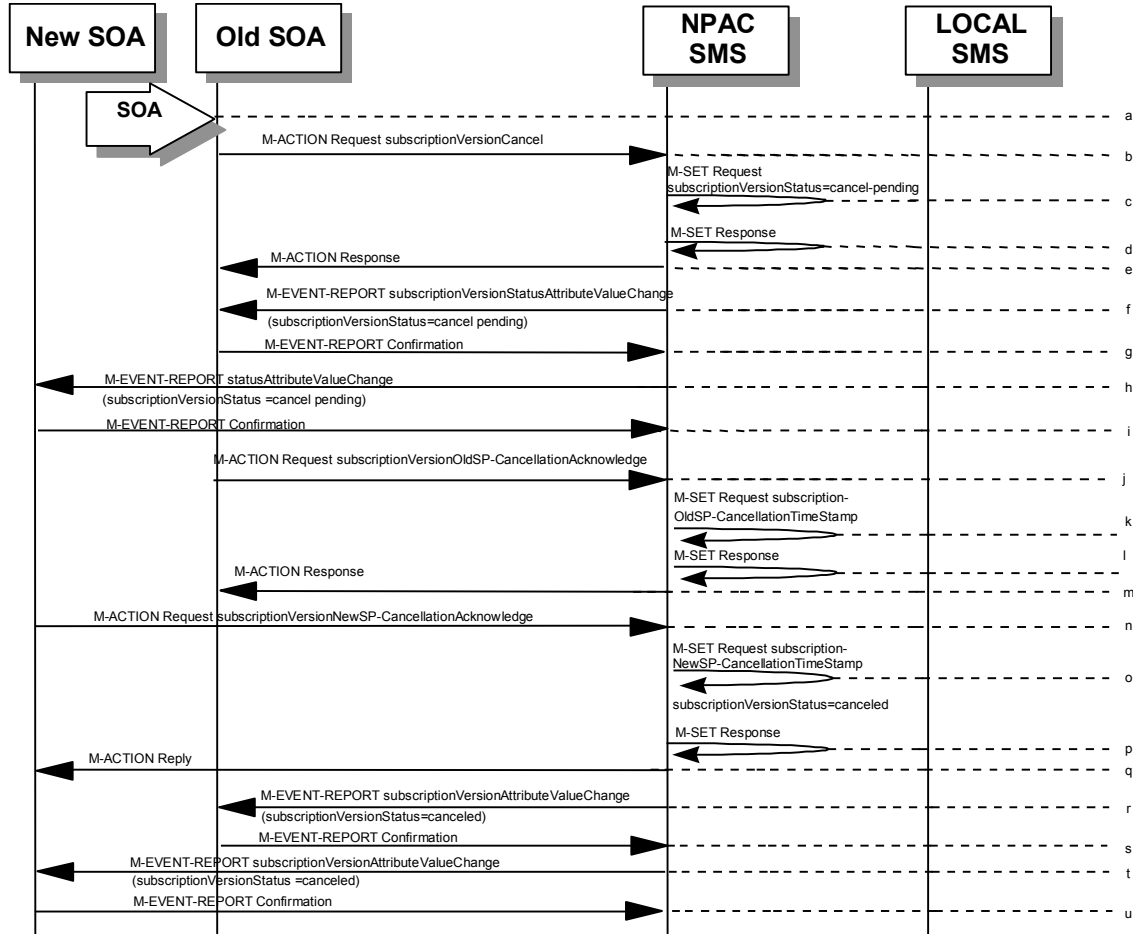 New SOA
Old SOA
NPAC
SMS
LOCAL
SMS
SOA
a
M-ACTION Request subscriptionVersionCancel
b
M-SET Request
subscriptionVersionStatus=cancel-pending
c
M-SET Response
d
M-ACTION Response
e
M-EVENT-REPORT subscriptionVersionStatusAttributeValueChange
(subscriptionVersionStatus=cancel pending)
f
M-EVENT-REPORT Confirmation
g
M-EVENT-REPORT statusAttributeValueChange
(subscriptionVersionStatus =cancel pending)
h
M-EVENT-REPORT Confirmation
i
M-ACTION Request subscriptionVersionOldSP-CancellationAcknowledge
j
M-SET Request subscription-
OldSP-CancellationTimeStamp
k
M-SET Response
l
M-ACTION Response
m
M-ACTION Request subscriptionVersionNewSP-CancellationAcknowledge
n
M-SET Request subscription-
NewSP-CancellationTimeStamp
o
subscriptionVersionStatus=canceled
M-SET Response
p
M-ACTION Reply
q
M-EVENT-REPORT subscriptionVersionAttributeValueChange
(subscriptionVersionStatus=canceled)
r
M-EVENT-REPORT Confirmation
s
M-EVENT-REPORT subscriptionVersionAttributeValueChange
(subscriptionVersionStatus =canceled)
t
M-EVENT-REPORT Confirmation
u